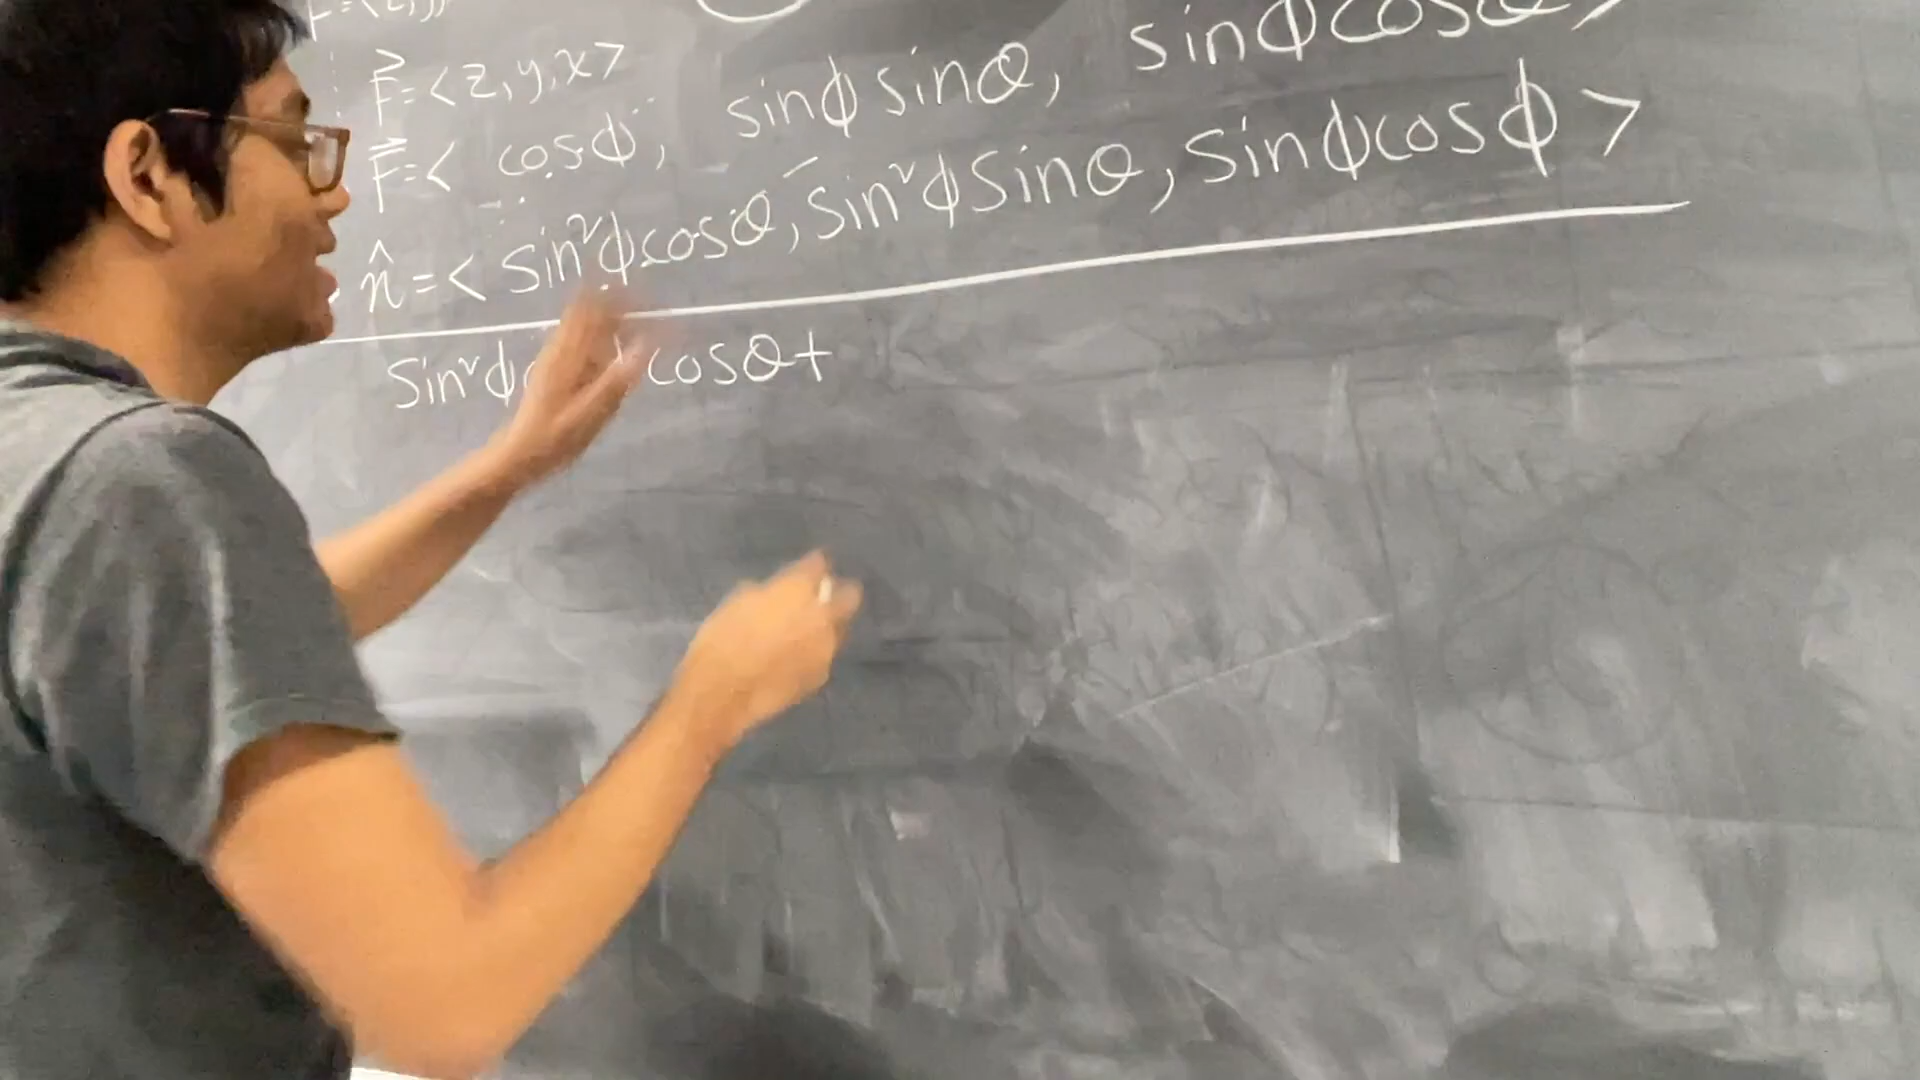 F⃗=<z,y,x>
F⃗=< cosϕ, sinϕ sinθ, sinϕcosθ>
n̂=< sin²ϕcosθ, sin²ϕsinθ, sinϕcosϕ>
sin²ϕ cosθ+